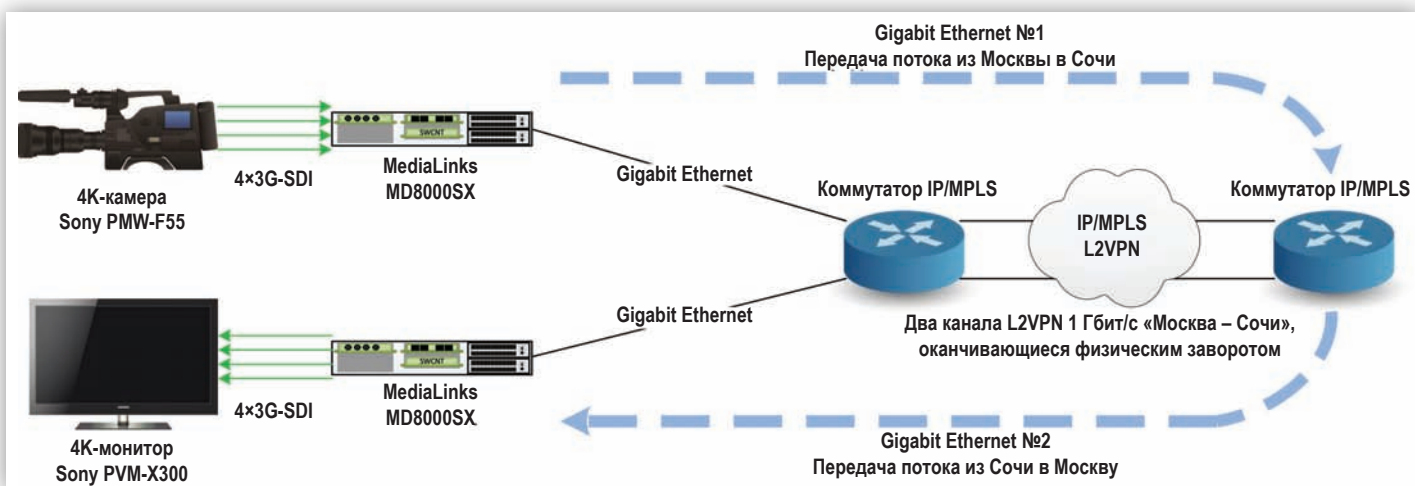 Gigabit Ethernet №1
Передача потока из Москвы в Сочи
SWCNT
4×3G-SDI
MediaLinks
MD8000SX
4K-камера
Sony PMW-F55
Gigabit Ethernet
Коммутатор IP/MPLS
IP/MPLS
L2VPN
Коммутатор IP/MPLS
Gigabit Ethernet
Два канала L2VPN 1 Гбит/с «Москва – Сочи»,
оканчивающиеся физическим заворотом
SWCNT
4×3G-SDI
MediaLinks
MD8000SX
4K-монитор
Sony PVM-X300
Gigabit Ethernet №2
Передача потока из Сочи в Москву